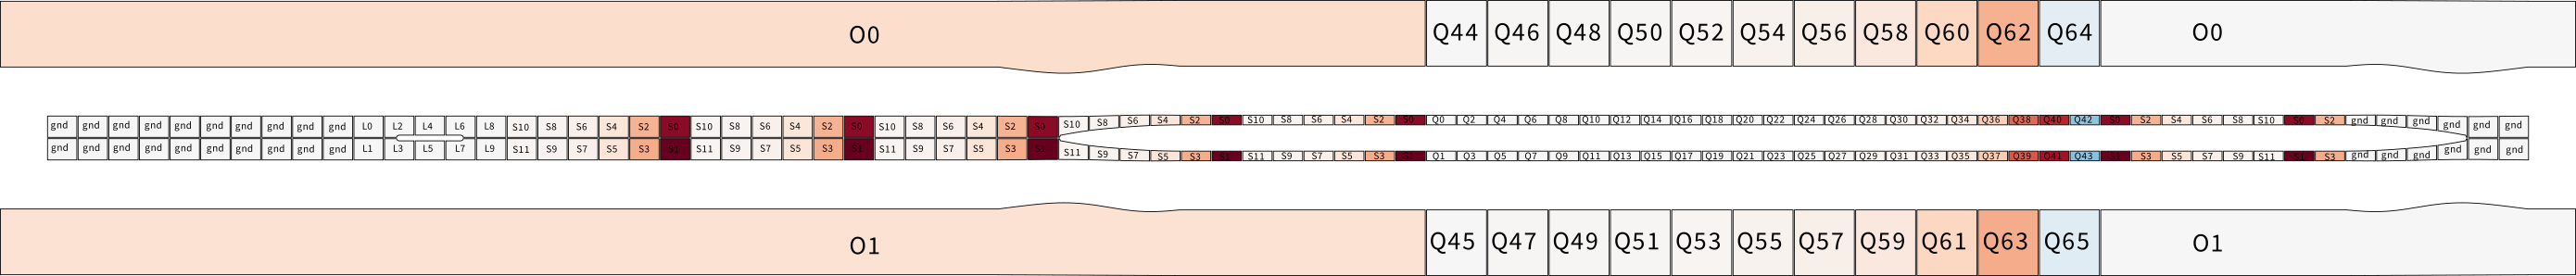 O0 Q44 Q46 Q48 Q50 Q52 Q54 Q56 Q58 Q60 Q62 Q64 O0
gnd gnd gnd gnd gnd gnd gnd gnd gnd gnd L0 L2 L4 L6 L8 S10 S8 S6 S4 S2 S0 S10 S8 S6 S4 S2 S0 S10 S8 S6 S4 S2 S0 S10 S8 S6 S4 S2 S0 S10 S8 S6 S4 S2 S0 Q0 Q2 Q4 Q6 Q8 Q10 Q12 Q14 Q16 Q18 Q20 Q22 Q24 Q26 Q28 Q30 Q32 Q34 Q36 Q38 Q40 Q42 S0 S2 S4 S6 S8 S10 S0 S2 gnd gnd gnd gnd gnd gnd
gnd gnd gnd gnd gnd gnd gnd gnd gnd gnd L1 L3 L5 L7 L9 S11 S9 S7 S5 S3 S1 S11 S9 S7 S5 S3 S1 S11 S9 S7 S5 S3 S1 S11 S9 S7 S5 S3 S1 S11 S9 S7 S5 S3 S1 Q1 Q3 Q5 Q7 Q9 Q11 Q13 Q15 Q17 Q19 Q21 Q23 Q25 Q27 Q29 Q31 Q33 Q35 Q37 Q39 Q41 Q43 S1 S3 S5 S7 S9 S11 S1 S3 gnd gnd gnd gnd gnd gnd
O1 Q45 Q47 Q49 Q51 Q53 Q55 Q57 Q59 Q61 Q63 Q65 O1